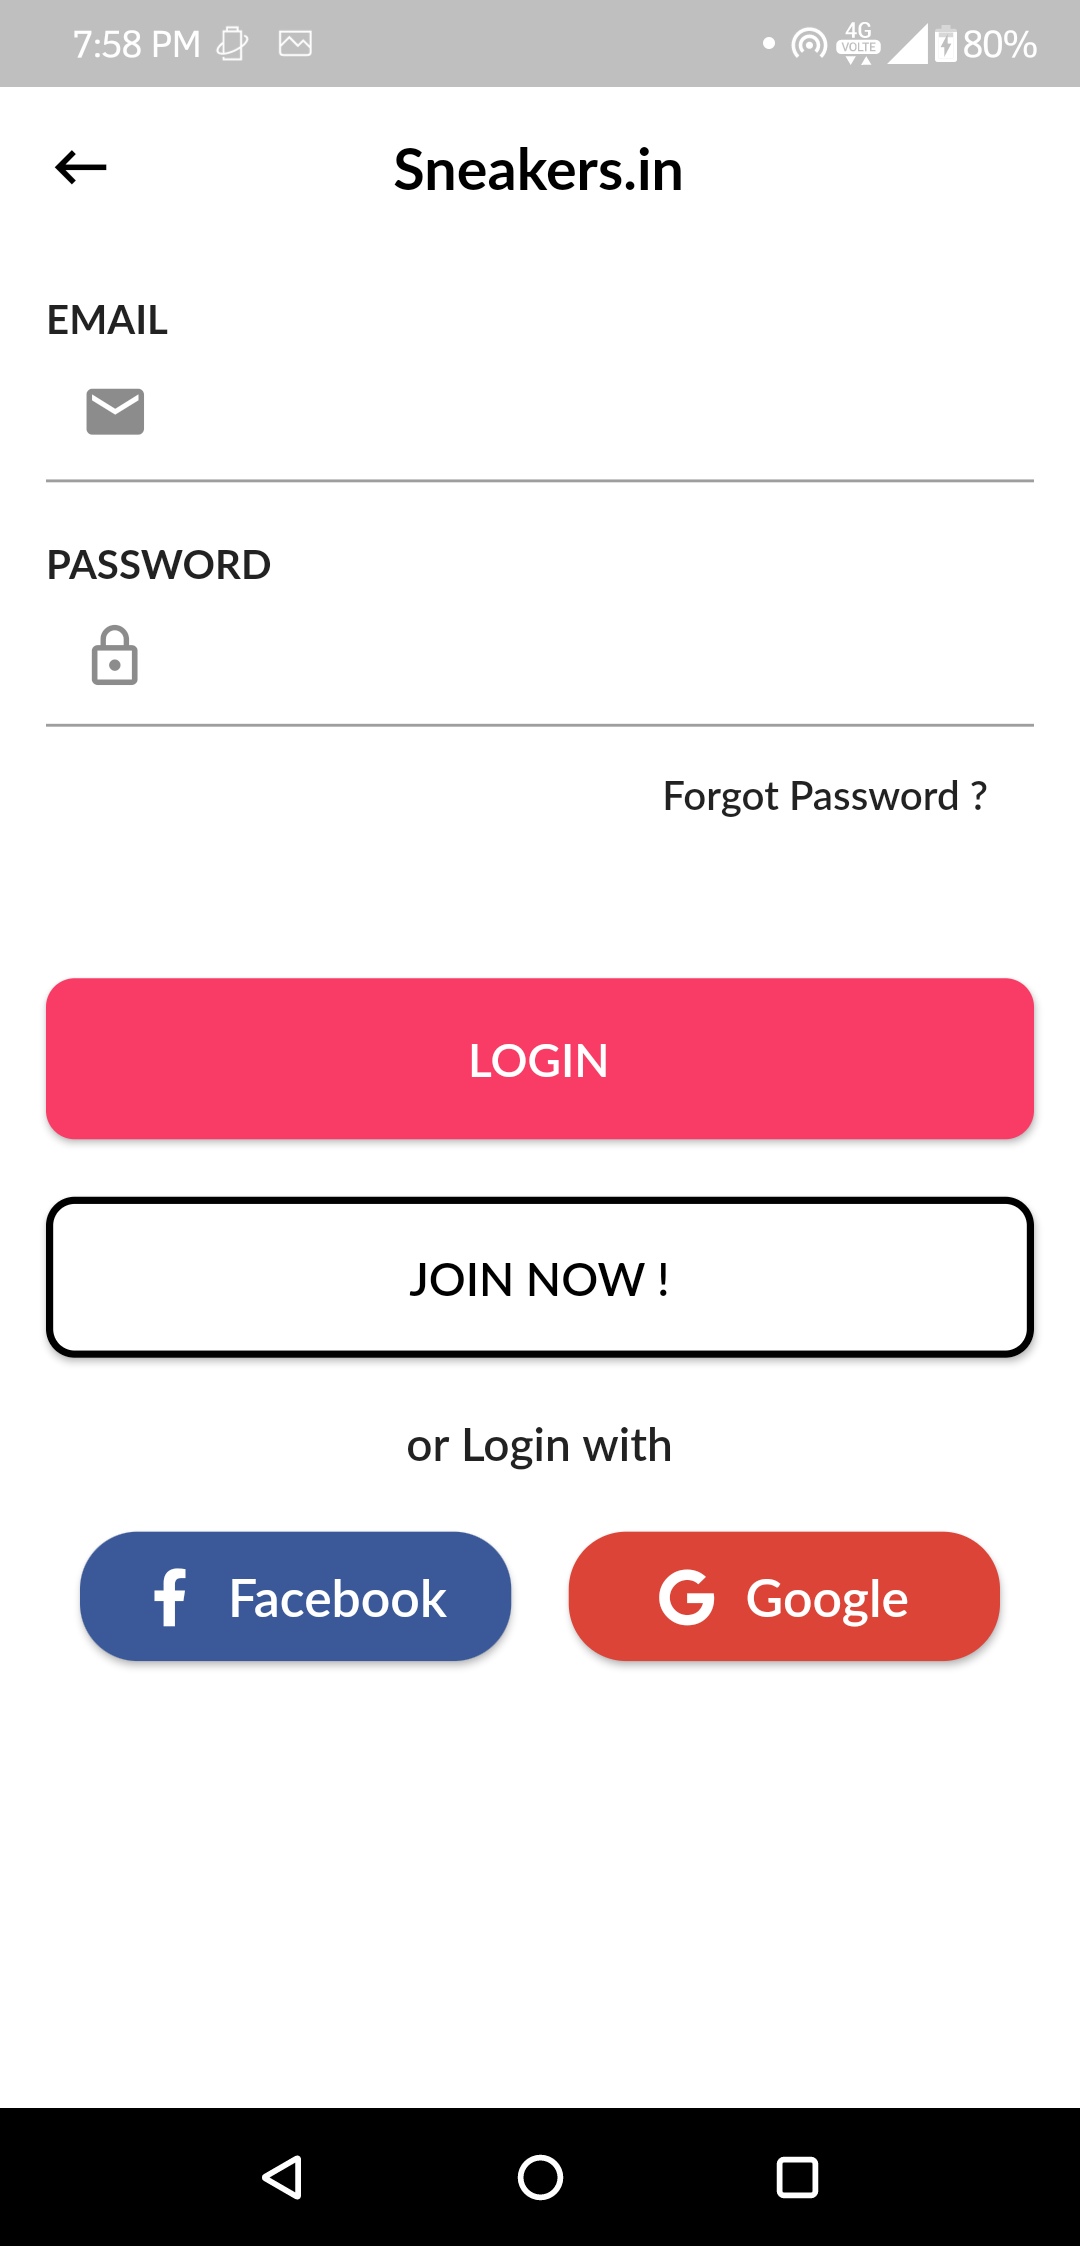 7:58 PM
4G
VOLTE
80%
Sneakers.in
EMAIL
PASSWORD
Forgot Password ?
LOGIN
JOIN NOW !
or Login with
Facebook
Google